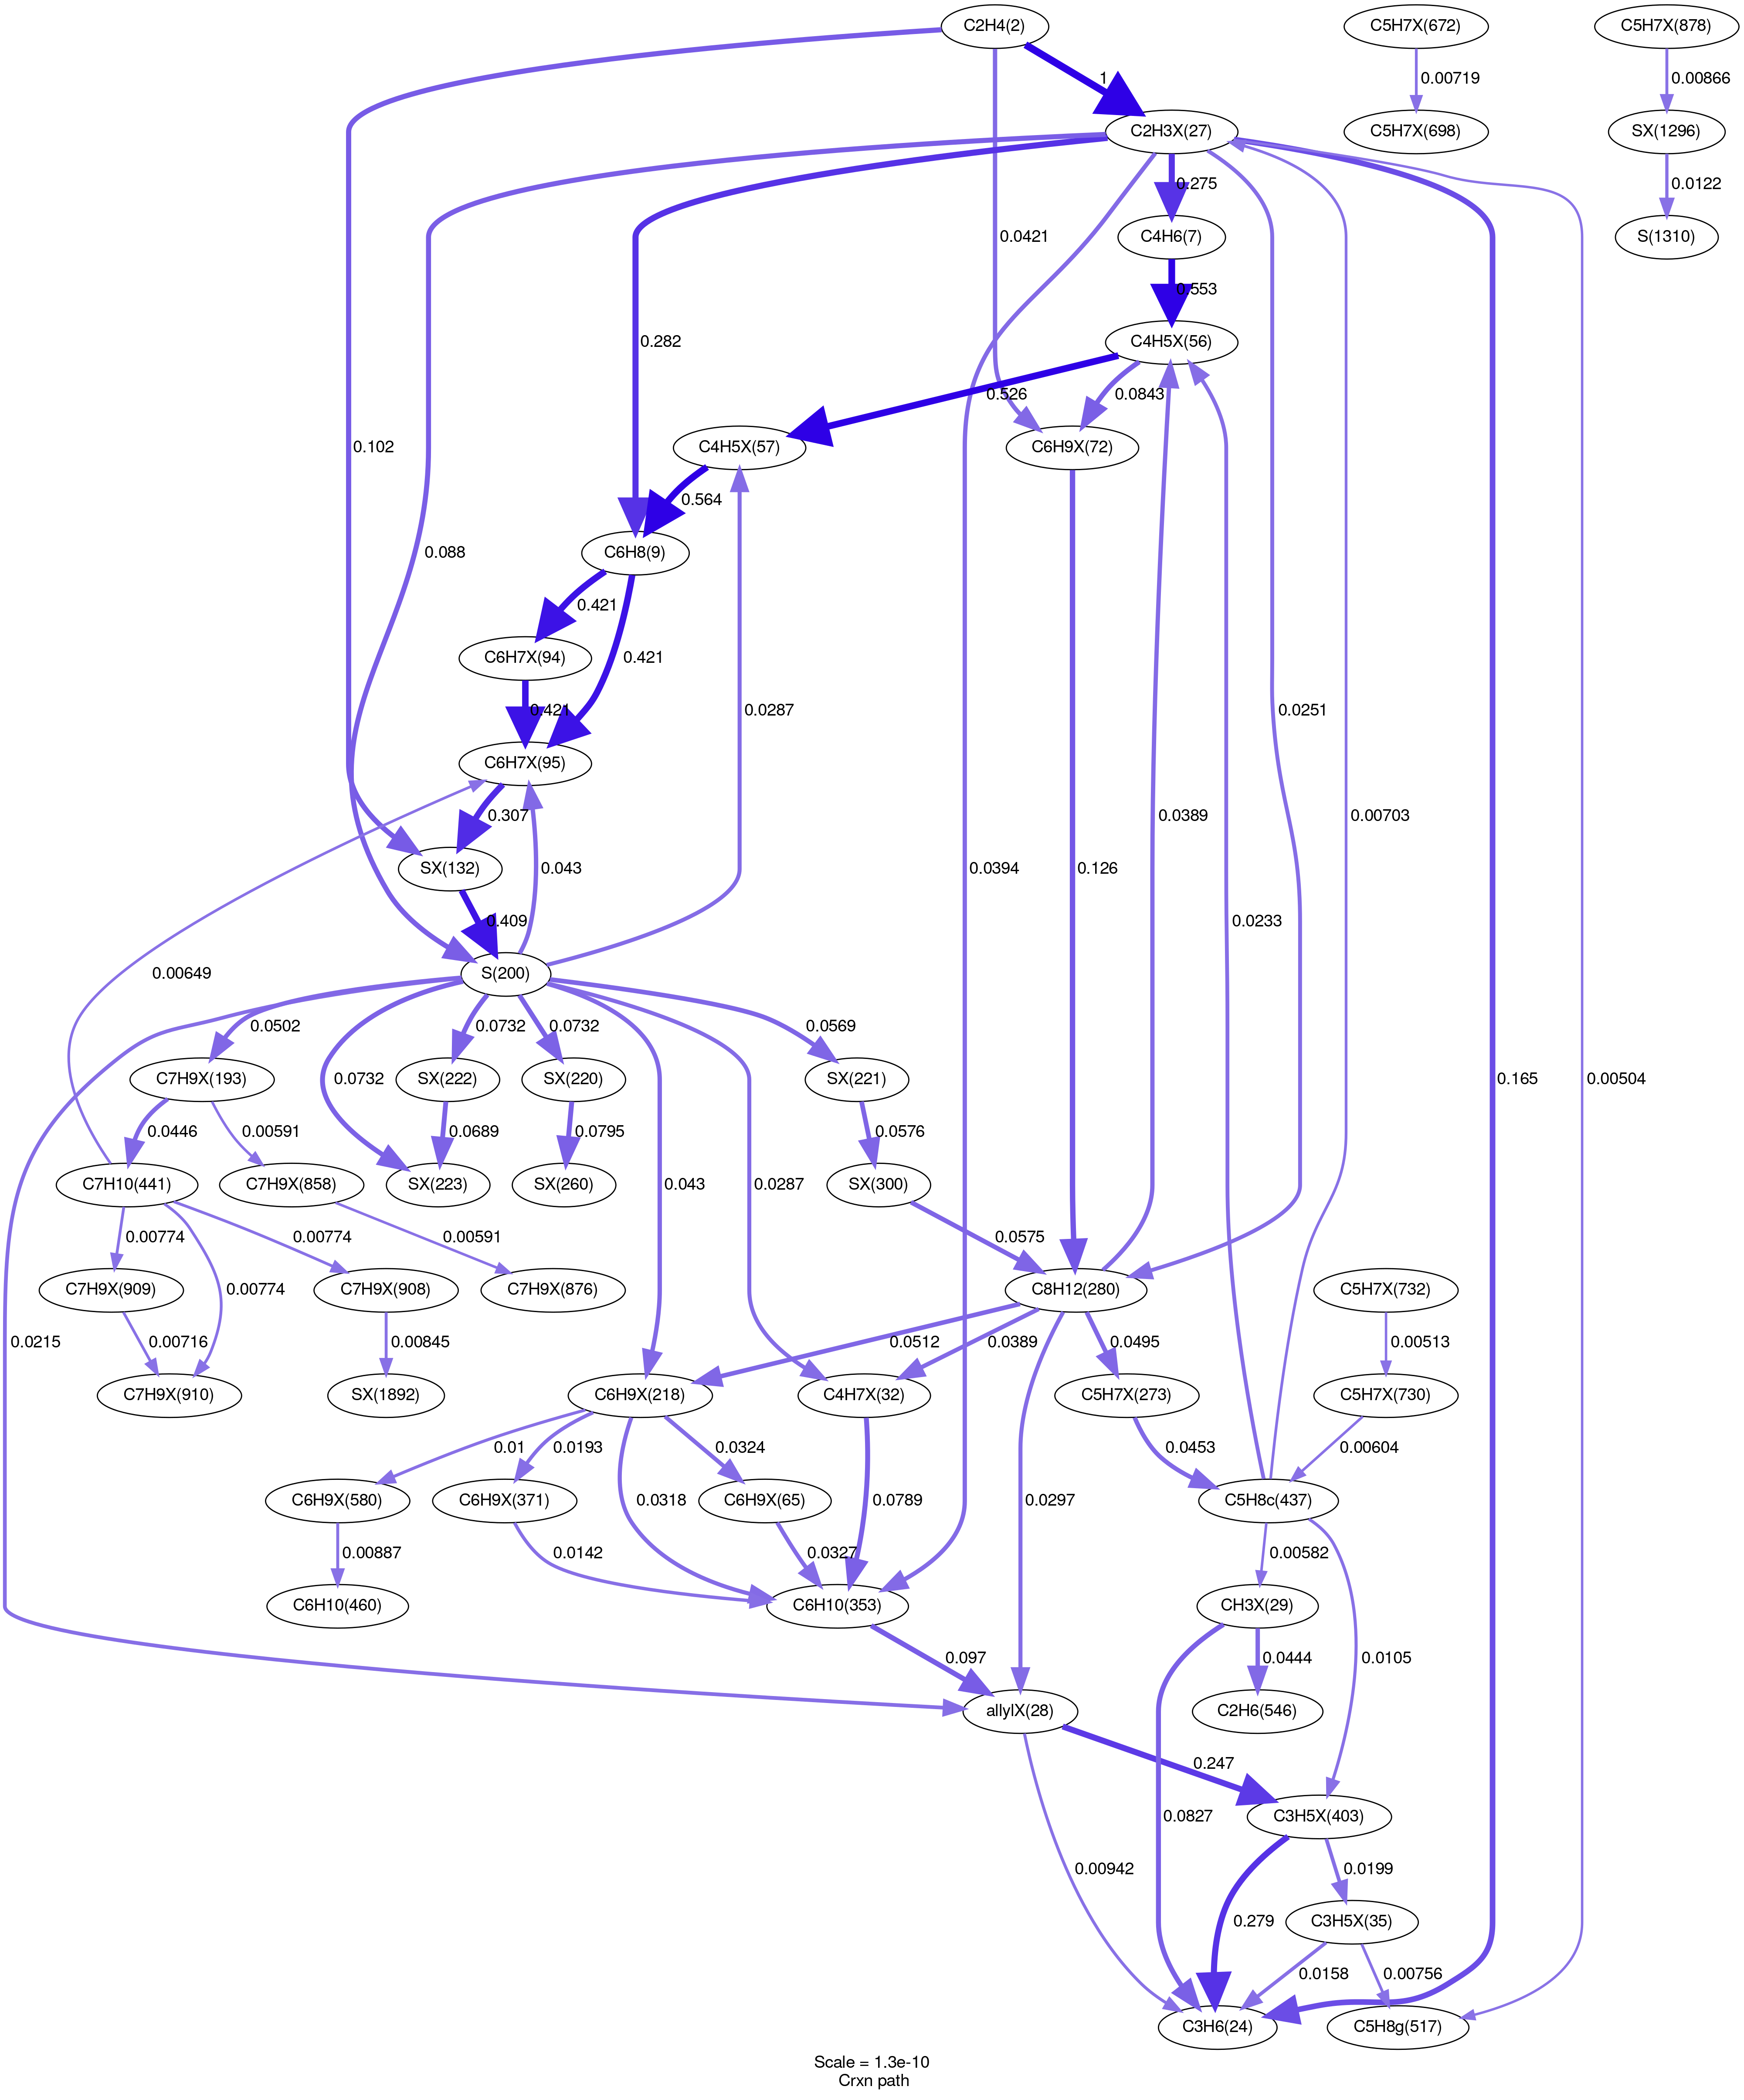 C2H4(2)
C5H7X(672)
C5H7X(878)
1
0.00719
0.00866
C2H3X(27)
C5H7X(698)
SX(1296)
0.275
0.0122
0.0421
C4H6(7)
S(1310)
0.553
0.282
C4H5X(56)
0.526
0.0843
0.102
C4H5X(57)
C6H9X(72)
0.564
0.088
C6H8(9)
0.421
C6H7X(94)
0.421
0.421
0.0287
0.0251
0.00703
C6H7X(95)
0.307
0.0389
0.043
0.0394
0.126
SX(132)
0.409
0.0233
0.00649
S(200)
0.0502
0.0732
0.0732
0.0569
C7H9X(193)
0.0732
SX(222)
SX(220)
SX(221)
0.165
0.00504
0.0446
0.00591
0.0689
0.0795
0.0576
C7H10(441)
C7H9X(858)
SX(223)
SX(260)
0.043
0.0287
SX(300)
0.00774
0.00774
0.00774
0.00591
0.0575
C7H9X(909)
C7H9X(908)
C7H9X(876)
C8H12(280)
C5H7X(732)
0.0215
0.00716
0.00845
0.0512
0.0389
0.0495
0.00513
C7H9X(910)
SX(1892)
C6H9X(218)
C4H7X(32)
C5H7X(273)
C5H7X(730)
0.01
0.0193
0.0324
0.0453
0.00604
C6H9X(580)
C6H9X(371)
0.0318
C6H9X(65)
0.0789
0.0297
C5H8c(437)
0.00887
0.0142
0.0327
0.00582
C6H10(460)
C6H10(353)
CH3X(29)
0.097
0.0444
0.0105
allylX(28)
C2H6(546)
0.247
0.0827
C3H5X(403)
0.00942
0.0199
0.279
C3H5X(35)
0.0158
0.00756
C3H6(24)
C5H8g(517)
Scale = 1.3e-10
Crxn path